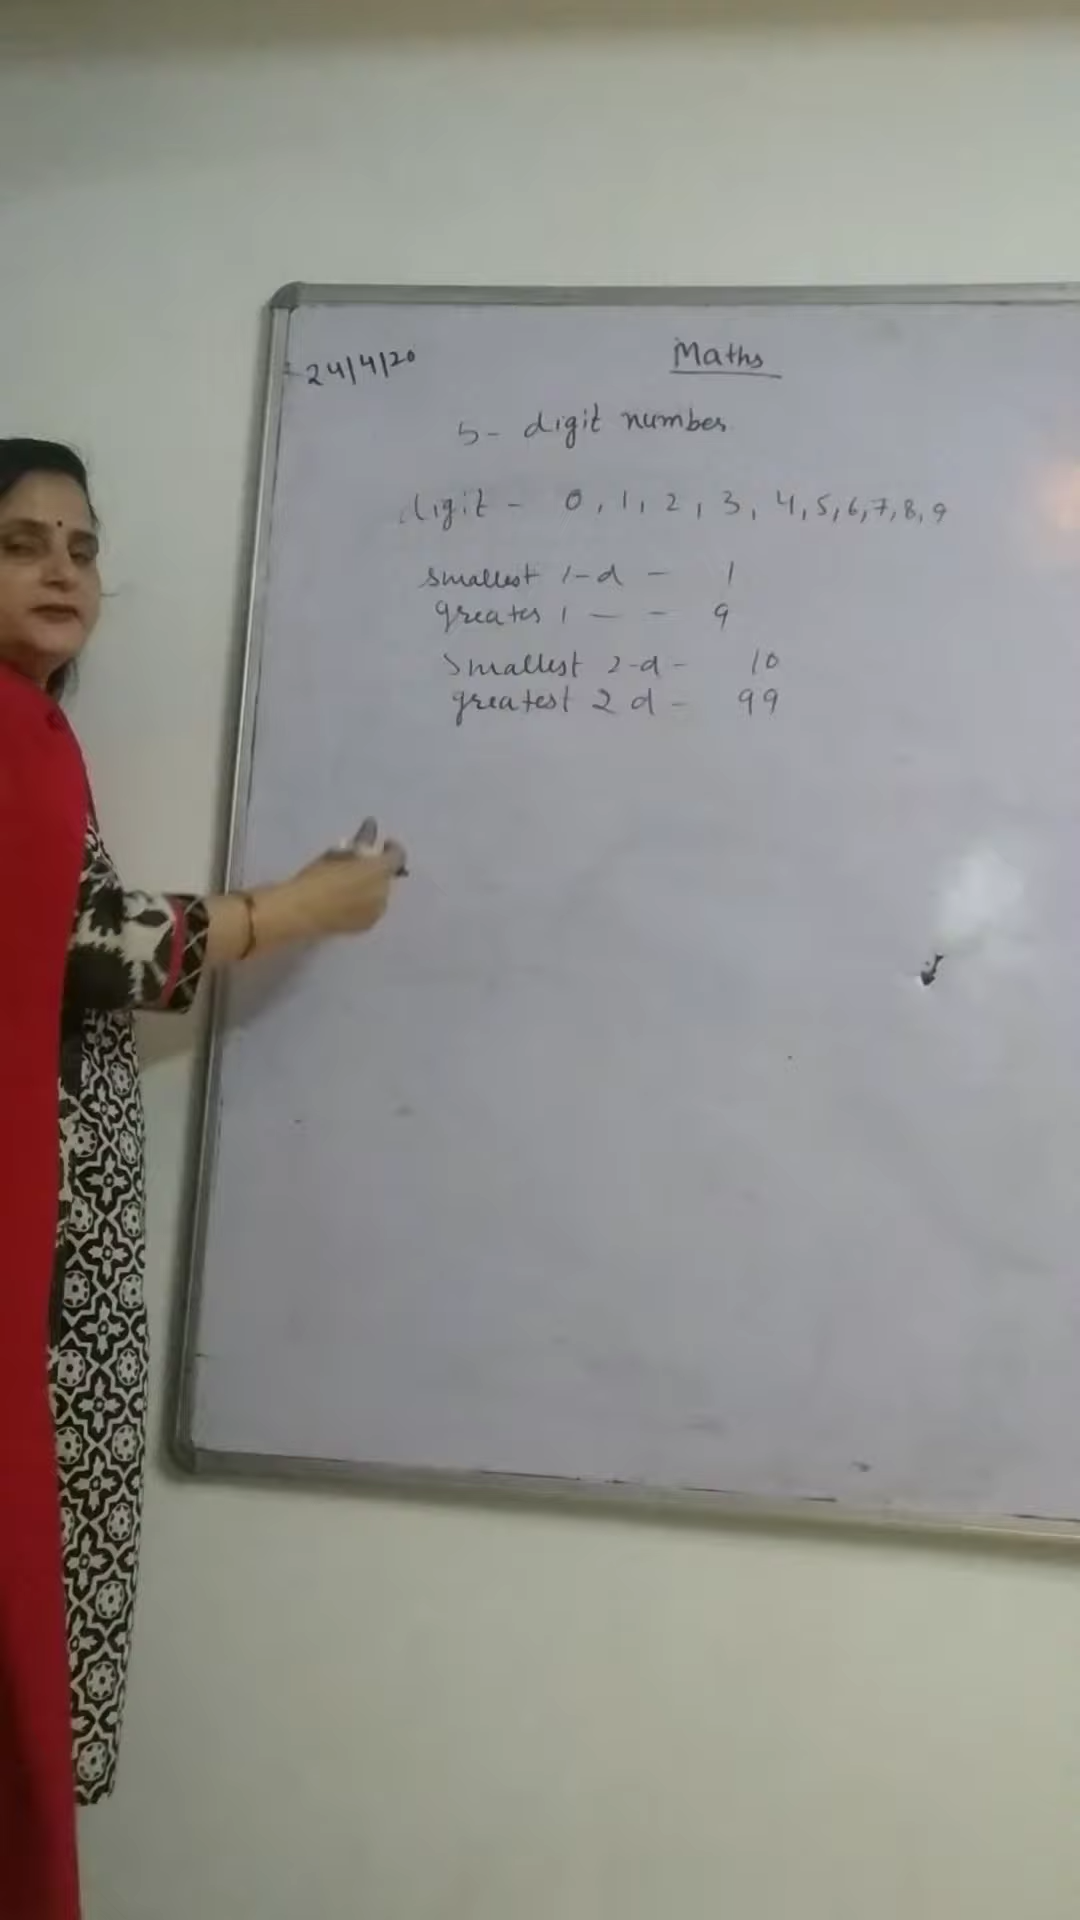 24/4/20
Maths
5- digit number
digit - 0, 1, 2, 3, 4, 5, 6, 7, 8, 9
smallest 1-d - 1
greates 1 — - 9
Smallest 2-d - 10
greatest 2 d - 99